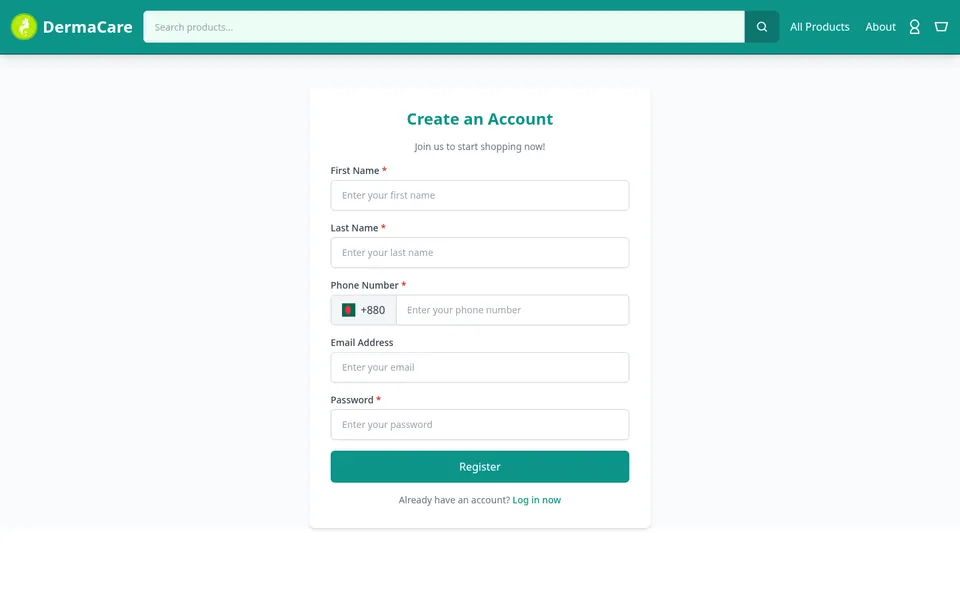 DermaCare
Search products...
All Products
About
Create an Account
Join us to start shopping now!
First Name *
Enter your first name
Last Name *
Enter your last name
Phone Number *
+880
Enter your phone number
Email Address
Enter your email
Password *
Enter your password
Register
Already have an account? Log in now